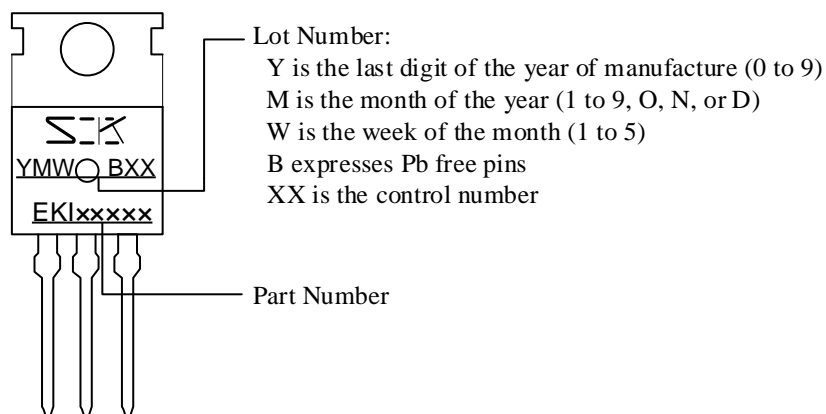 Lot Number:
Y is the last digit of the year of manufacture (0 to 9)
M is the month of the year (1 to 9, O, N, or D)
W is the week of the month (1 to 5)
B expresses Pb free pins
XX is the control number
SK
YMW BXX
EKI×××××
Part Number